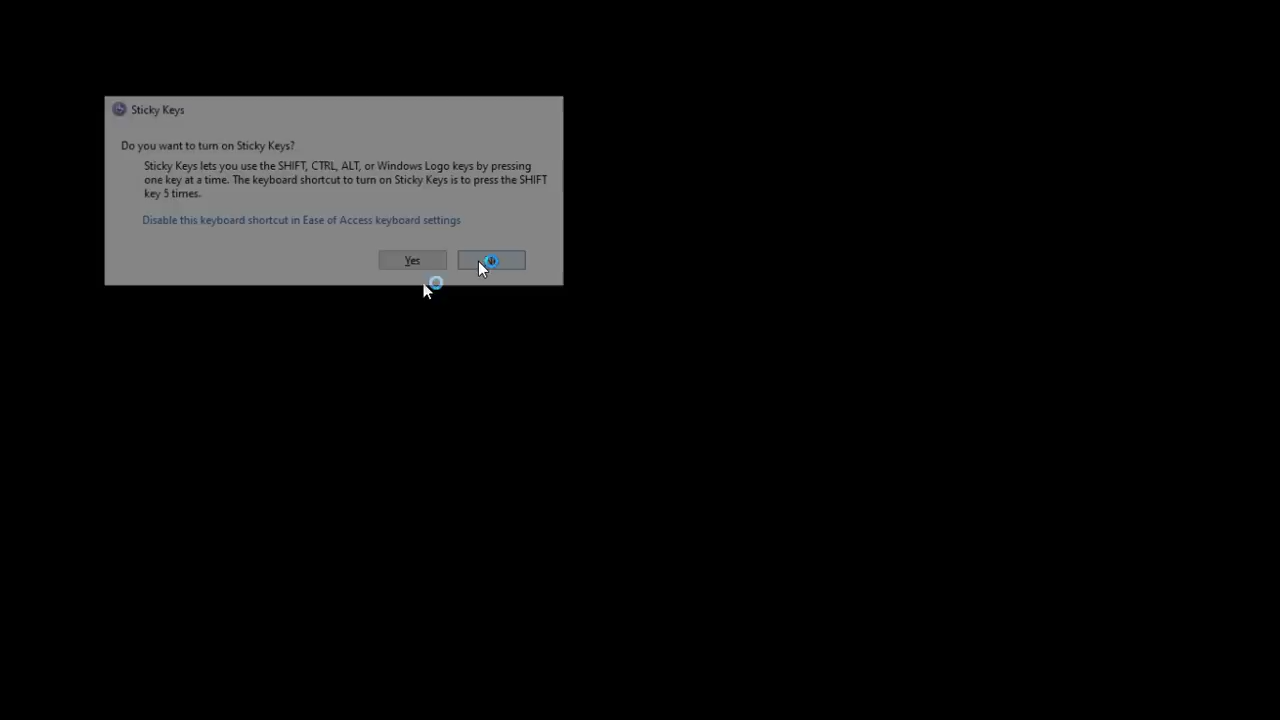 Sticky Keys
Do you want to turn on Sticky Keys?
Sticky Keys lets you use the SHIFT, CTRL, ALT, or Windows Logo keys by pressing
one key at a time. The keyboard shortcut to turn on Sticky Keys is to press the SHIFT
key 5 times.
Disable this keyboard shortcut in Ease of Access keyboard settings
Yes